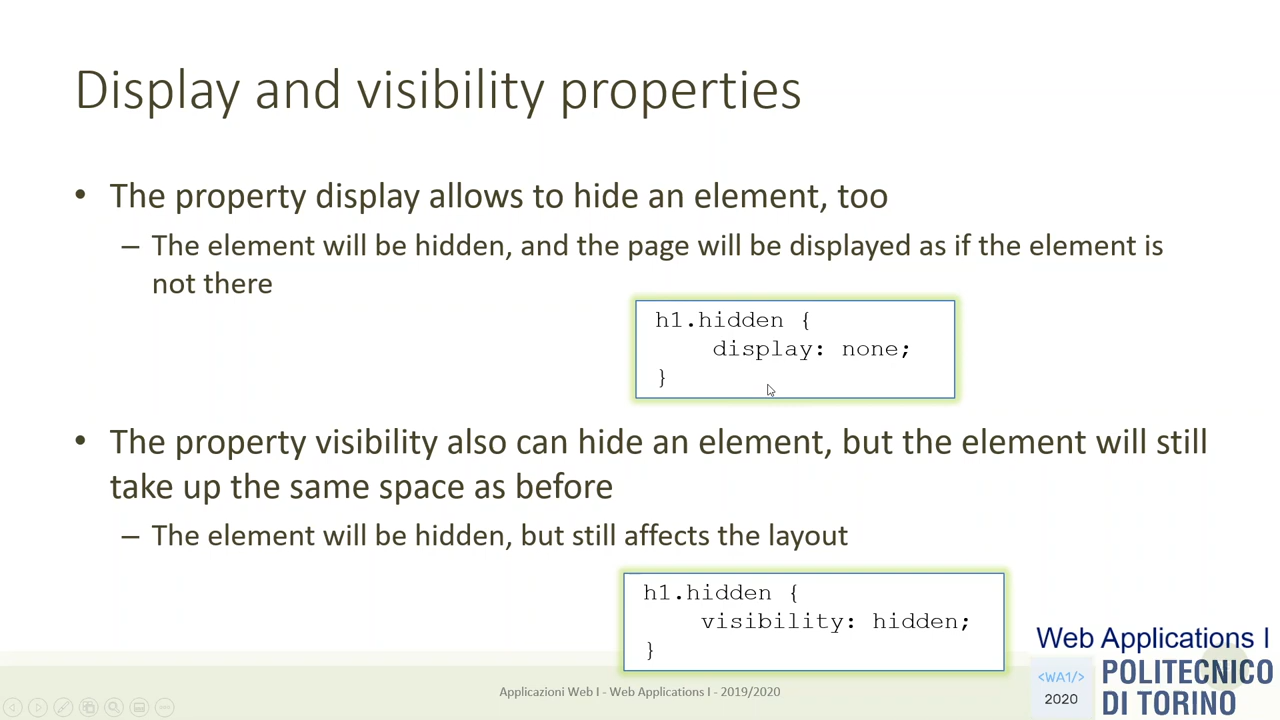 Display and visibility properties
• The property display allows to hide an element, too
– The element will be hidden, and the page will be displayed as if the element is
not there
h1.hidden {
display: none;
}
• The property visibility also can hide an element, but the element will still
take up the same space as before
– The element will be hidden, but still affects the layout
h1.hidden {
visibility: hidden;
}
Web Applications I
<WA1/>
2020
POLITECNICO
DI TORINO
Applicazioni Web I - Web Applications I - 2019/2020